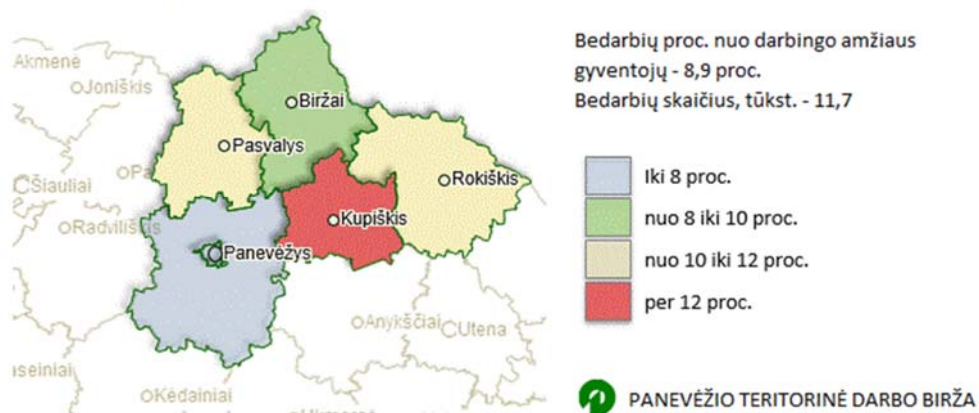 Akmenė
Joniškis
Biržai
Pasvalys
Pa
Šiauliai
Rokiškis
Radviliškis
Kupiškis
Panevėžys
Anykščiai
Utena
Kėdainiai
Bedarbių proc. nuo darbingo amžiaus
gyventojų - 8,9 proc.
Bedarbių skaičius, tūkst. - 11,7
Iki 8 proc.
nuo 8 iki 10 proc.
nuo 10 iki 12 proc.
per 12 proc.
PANEVĖŽIO TERITORINĖ DARBO BIRŽA